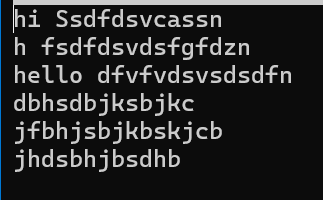 hi Ssdfdsvcassn
h fsdfdsvdsfgfdzn
hello dfvfvdsvsdsdfn
dbhsdbjksbjkc
jfbhjsbjkbskjcb
jhdsbhjbsdhb